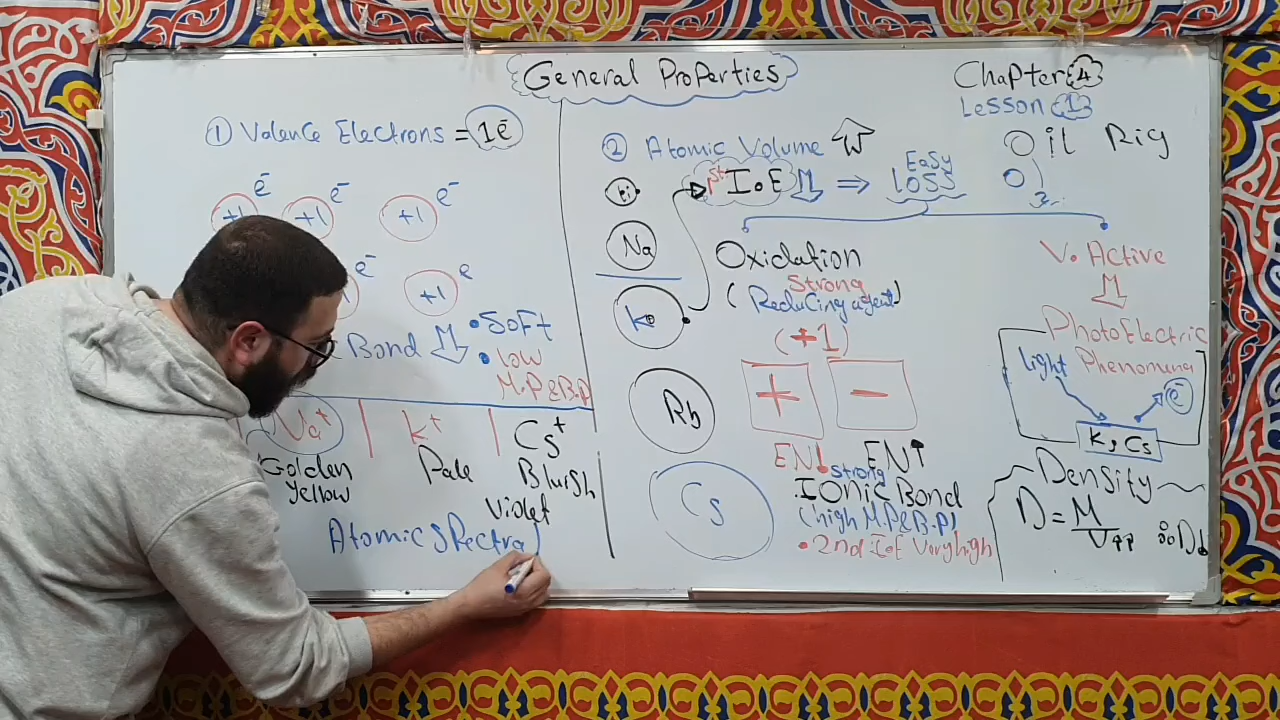 General Properties
Chapter 4
Lesson 1
① Valence Electrons = 1e⁻
e⁻ e⁻ e⁻
+1 +1 +1
e⁻ e
+1
Bond
• Soft
• Low
M.P & B.P
Na⁺ K⁺ Cs⁺
Golden Yellow
Pale
Bluish Violet
Atomic Spectral
② Atomic Volume
Li
Na
K
Rb
Cs
1st I.E ⇒ Easy loss
Oil Rig
Oxidation
Strong
(Reducing agent)
(+1)
+ −
EN↓ EN↑
strong
Ionic Bond
(high M.P & B.P)
• 2nd I.E Very high
V. Active
PhotoElectric
Phenomena
light
e⁻
K, Cs
Density
D = M
V